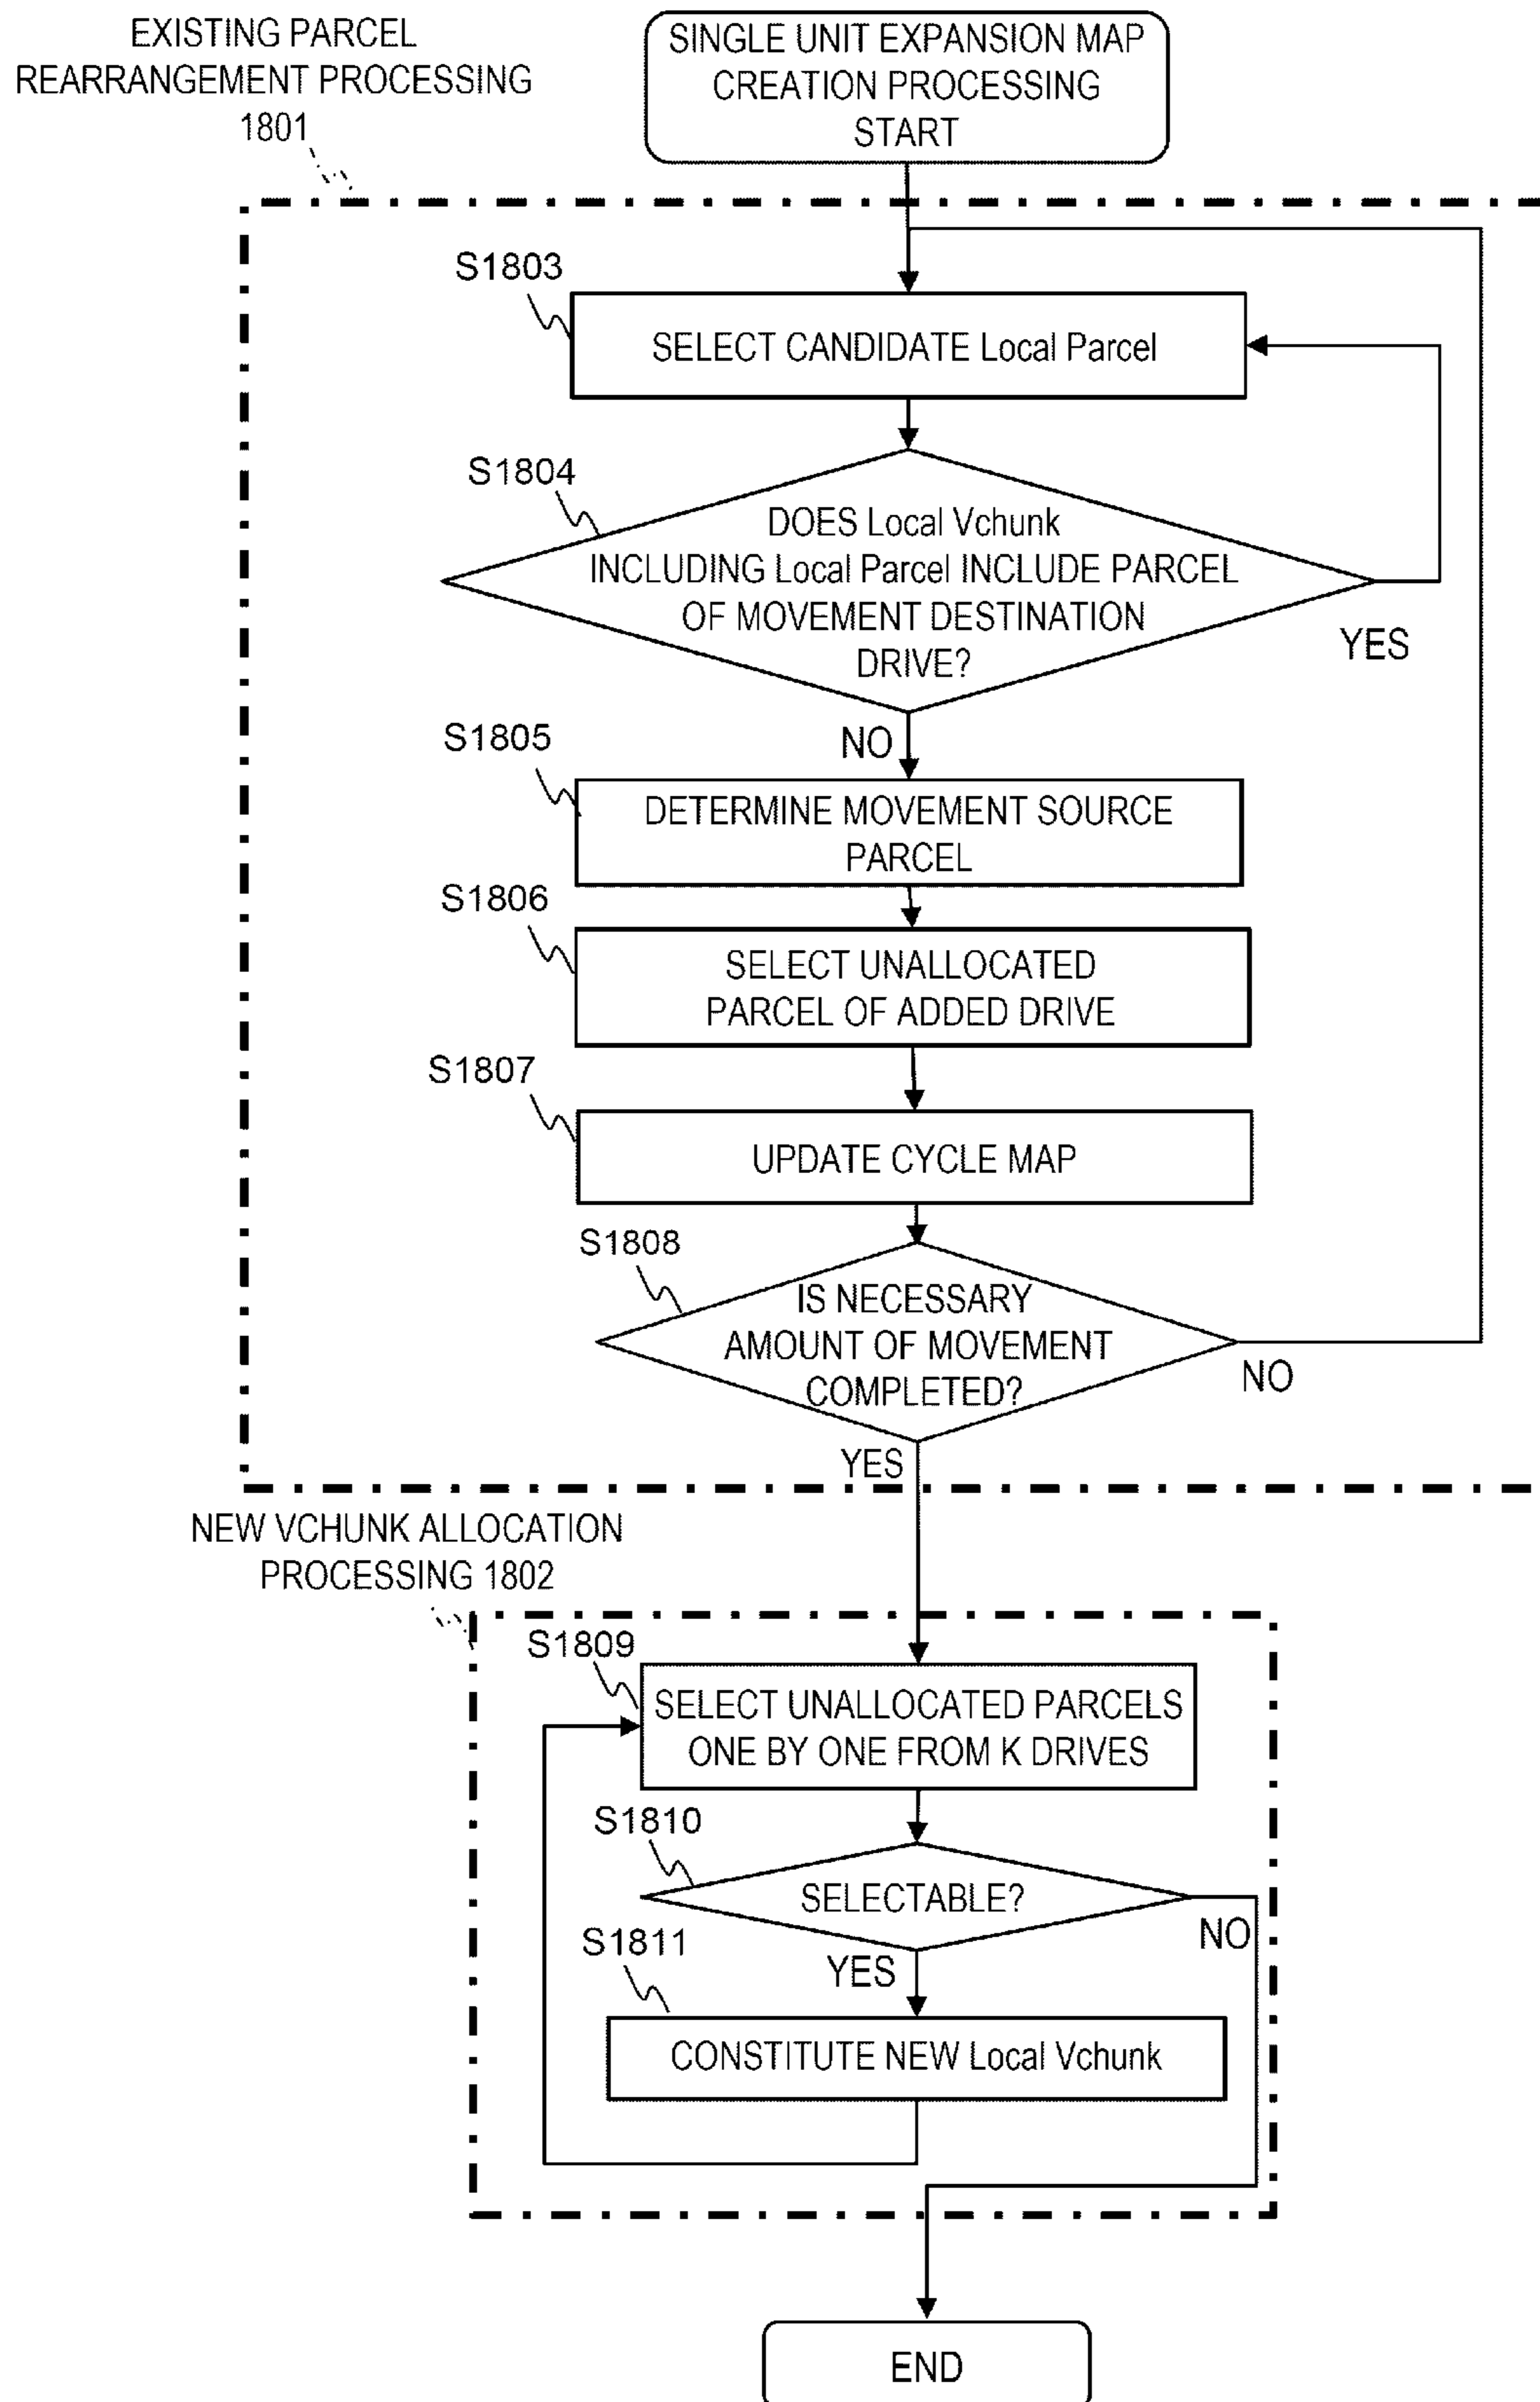 EXISTING PARCEL
REARRANGEMENT PROCESSING
1801
SINGLE UNIT EXPANSION MAP
CREATION PROCESSING
START
S1803
SELECT CANDIDATE Local Parcel
S1804
DOES Local Vchunk
INCLUDING Local Parcel INCLUDE PARCEL
OF MOVEMENT DESTINATION
DRIVE?
YES
NO
S1805
DETERMINE MOVEMENT SOURCE
PARCEL
S1806
SELECT UNALLOCATED
PARCEL OF ADDED DRIVE
S1807
UPDATE CYCLE MAP
S1808
IS NECESSARY
AMOUNT OF MOVEMENT
COMPLETED?
NO
YES
NEW VCHUNK ALLOCATION
PROCESSING 1802
S1809
SELECT UNALLOCATED PARCELS
ONE BY ONE FROM K DRIVES
S1810
SELECTABLE?
NO
YES
S1811
CONSTITUTE NEW Local Vchunk
END